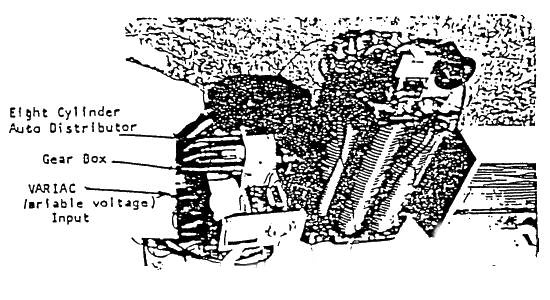 Eight Cylinder
Auto Distributor
Gear Box
VARIAC
(ariable voltage)
Input